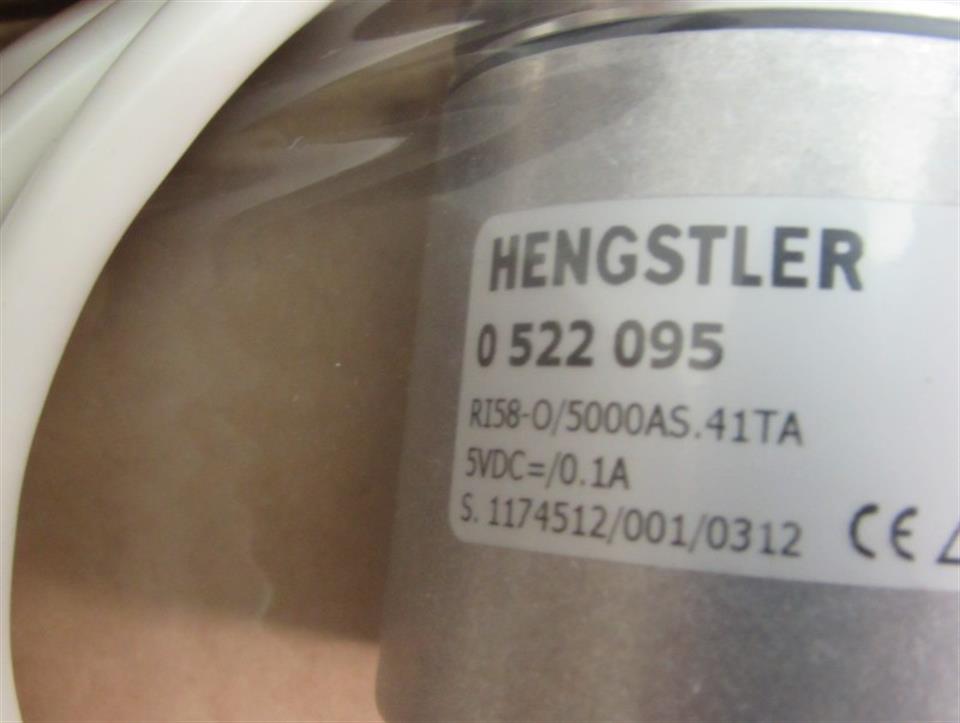 HENGSTLER
0 522 095
RI58-O/5000AS.41TA
5VDC=/0.1A
S. 1174512/001/0312 CE